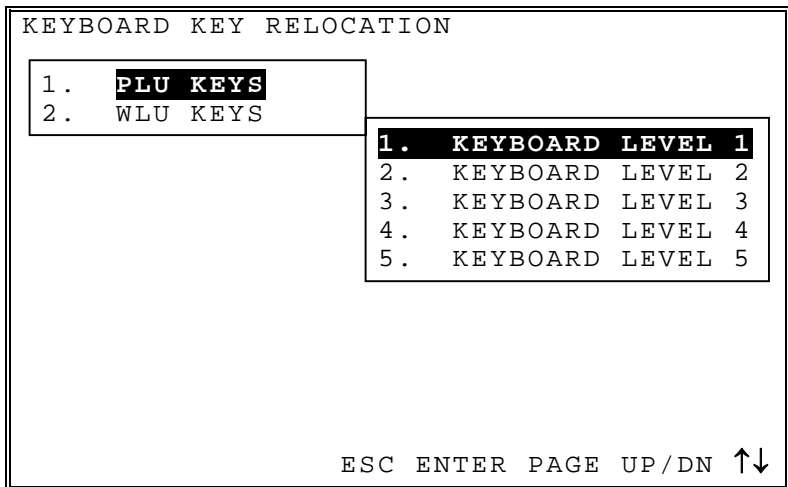 KEYBOARD KEY RELOCATION
1. PLU KEYS
2. WLU KEYS
1. KEYBOARD LEVEL 1
2. KEYBOARD LEVEL 2
3. KEYBOARD LEVEL 3
4. KEYBOARD LEVEL 4
5. KEYBOARD LEVEL 5
ESC ENTER PAGE UP/DN ↑↓